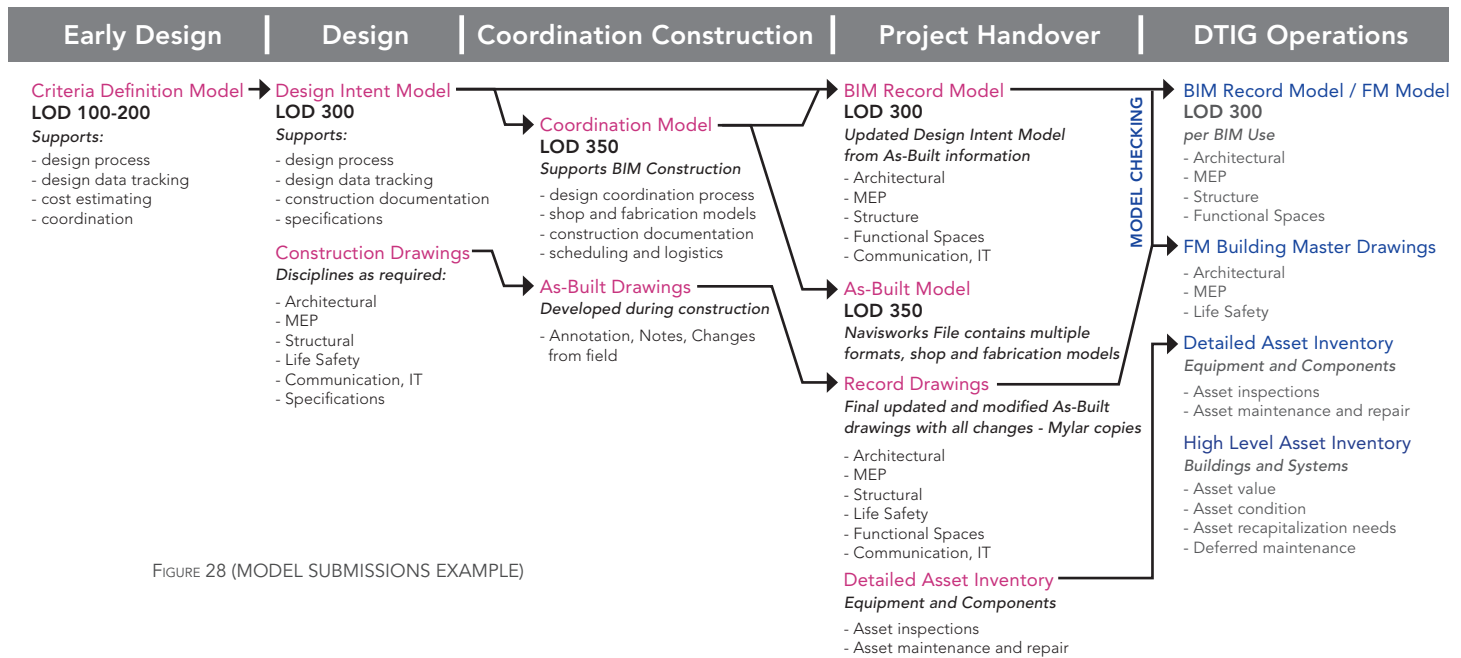 Early Design
Design
Coordination Construction
Project Handover
DTIG Operations
Criteria Definition Model
LOD 100-200
Supports:
- design process
- design data tracking
- cost estimating
- coordination
Design Intent Model
LOD 300
Supports:
- design process
- design data tracking
- construction documentation
- specifications
Construction Drawings
Disciplines as required:
- Architectural
- MEP
- Structural
- Life Safety
- Communication, IT
- Specifications
Coordination Model
LOD 350
Supports BIM Construction
- design coordination process
- shop and fabrication models
- construction documentation
- scheduling and logistics
As-Built Drawings
Developed during construction
- Annotation, Notes, Changes
from field
BIM Record Model
LOD 300
Updated Design Intent Model
from As-Built information
- Architectural
- MEP
- Structure
- Functional Spaces
- Communication, IT
As-Built Model
LOD 350
Navisworks File contains multiple
formats, shop and fabrication models
Record Drawings
Final updated and modified As-Built
drawings with all changes - Mylar copies
- Architectural
- MEP
- Structural
- Life Safety
- Functional Spaces
- Communication, IT
Detailed Asset Inventory
Equipment and Components
- Asset inspections
- Asset maintenance and repair
MODEL CHECKING
BIM Record Model / FM Model
LOD 300
per BIM Use
- Architectural
- MEP
- Structure
- Functional Spaces
FM Building Master Drawings
- Architectural
- MEP
- Life Safety
Detailed Asset Inventory
Equipment and Components
- Asset inspections
- Asset maintenance and repair
High Level Asset Inventory
Buildings and Systems
- Asset value
- Asset condition
- Asset recapitalization needs
- Deferred maintenance
Figure 28 (MODEL SUBMISSIONS EXAMPLE)